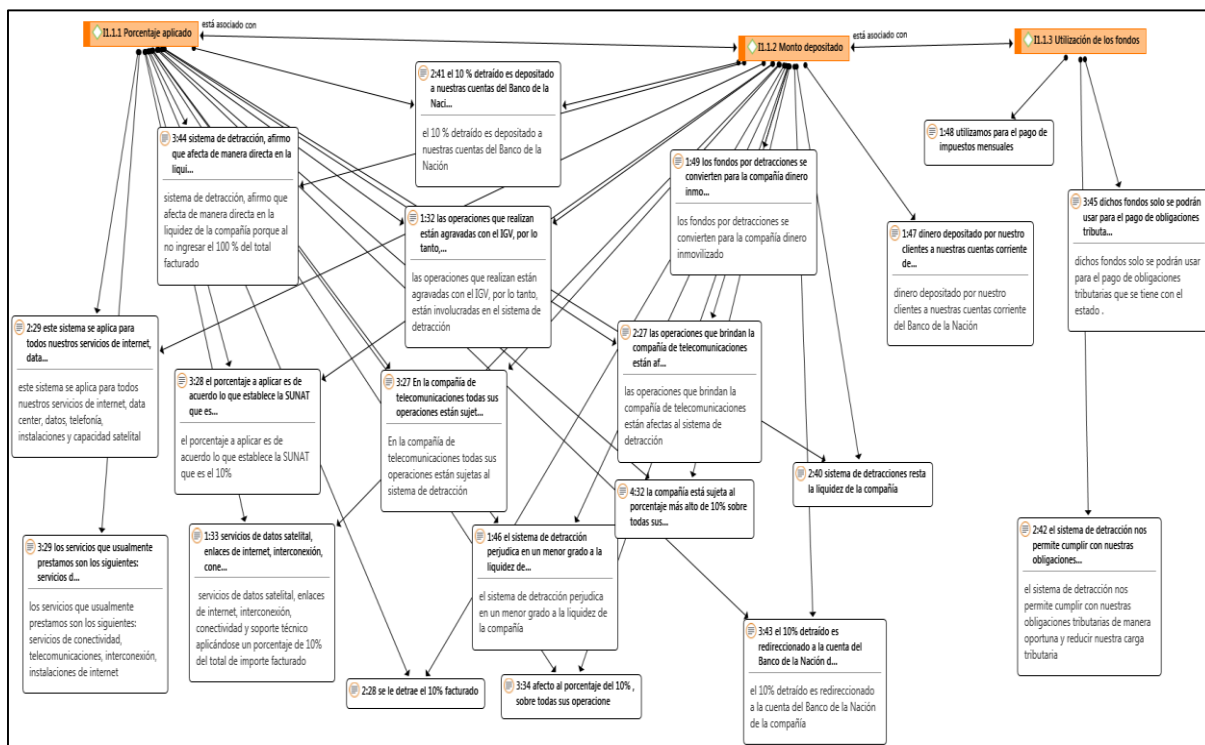 I1.1.1 Porcentaje aplicado
está asociado con
I1.1.2 Monto depositado
está asociado con
I1.1.3 Utilización de los fondos
2:41 el 10 % detraído es depositado
a nuestras cuentas del Banco de la
Naci...
el 10 % detraído es depositado a
nuestras cuentas del Banco de la
Nación
3:44 sistema de detracción, afirmo
que afecta de manera directa en la
liqui...
sistema de detracción, afirmo que
afecta de manera directa en la
liquidez de la compañía porque al
no ingresar el 100 % del total
facturado
1:32 las operaciones que realizan
están agravadas con el IGV, por lo
tanto,...
las operaciones que realizan están
agravadas con el IGV, por lo tanto,
están involucradas en el sistema de
detracción
1:49 los fondos por detracciones se
convierten para la compañía dinero
inmo...
los fondos por detracciones se
convierten para la compañía dinero
inmovilizado
1:48 utilizamos para el pago de
impuestos mensuales
1:47 dinero depositado por nuestro
clientes a nuestras cuentas corriente
de...
dinero depositado por nuestro
clientes a nuestras cuentas corriente
del Banco de la Nación
3:45 dichos fondos solo se podrán
usar para el pago de obligaciones
tributa...
dichos fondos solo se podrán usar
para el pago de obligaciones
tributarias que se tiene con el
estado .
2:29 este sistema se aplica para
todos nuestros servicios de internet,
data...
este sistema se aplica para todos
nuestros servicios de internet, data
center, datos, telefonía,
instalaciones y capacidad satelital
3:28 el porcentaje a aplicar es de
acuerdo lo que establece la SUNAT
que es...
el porcentaje a aplicar es de
acuerdo lo que establece la SUNAT
que es el 10%
3:27 En la compañía de
telecomunicaciones todas sus
operaciones están sujet...
En la compañía de
telecomunicaciones todas sus
operaciones están sujetas al
sistema de detracción
2:27 las operaciones que brindan la
compañía de telecomunicaciones
están af...
las operaciones que brindan la
compañía de telecomunicaciones
están afectas al sistema de
detracción
2:40 sistema de detracciones resta
la liquidez de la compañía
4:32 la compañía está sujeta al
porcentaje más alto de 10% sobre
todas sus...
3:29 los servicios que usualmente
prestamos son los siguientes:
servicios d...
los servicios que usualmente
prestamos son los siguientes:
servicios de conectividad,
telecomunicaciones, interconexión,
instalaciones de internet
1:33 servicios de datos satelital,
enlaces de internet, interconexión,
cone...
servicios de datos satelital, enlaces
de internet, interconexión,
conectividad y soporte técnico
aplicándose un porcentaje de 10%
del total de importe facturado
1:46 el sistema de detracción
perjudica en un menor grado a la
liquidez de...
el sistema de detracción perjudica
en un menor grado a la liquidez de
la compañía
2:42 el sistema de detracción nos
permite cumplir con nuestras
obligaciones...
el sistema de detracción nos
permite cumplir con nuestras
obligaciones tributarias de manera
oportuna y reducir nuestra carga
tributaria
3:43 el 10% detraído es
redireccionado a la cuenta del
Banco de la Nación d...
el 10% detraído es redireccionado
a la cuenta del Banco de la Nación
de la compañía
2:28 se le detrae el 10% facturado
3:34 afecto al porcentaje del 10% ,
sobre todas sus operacione